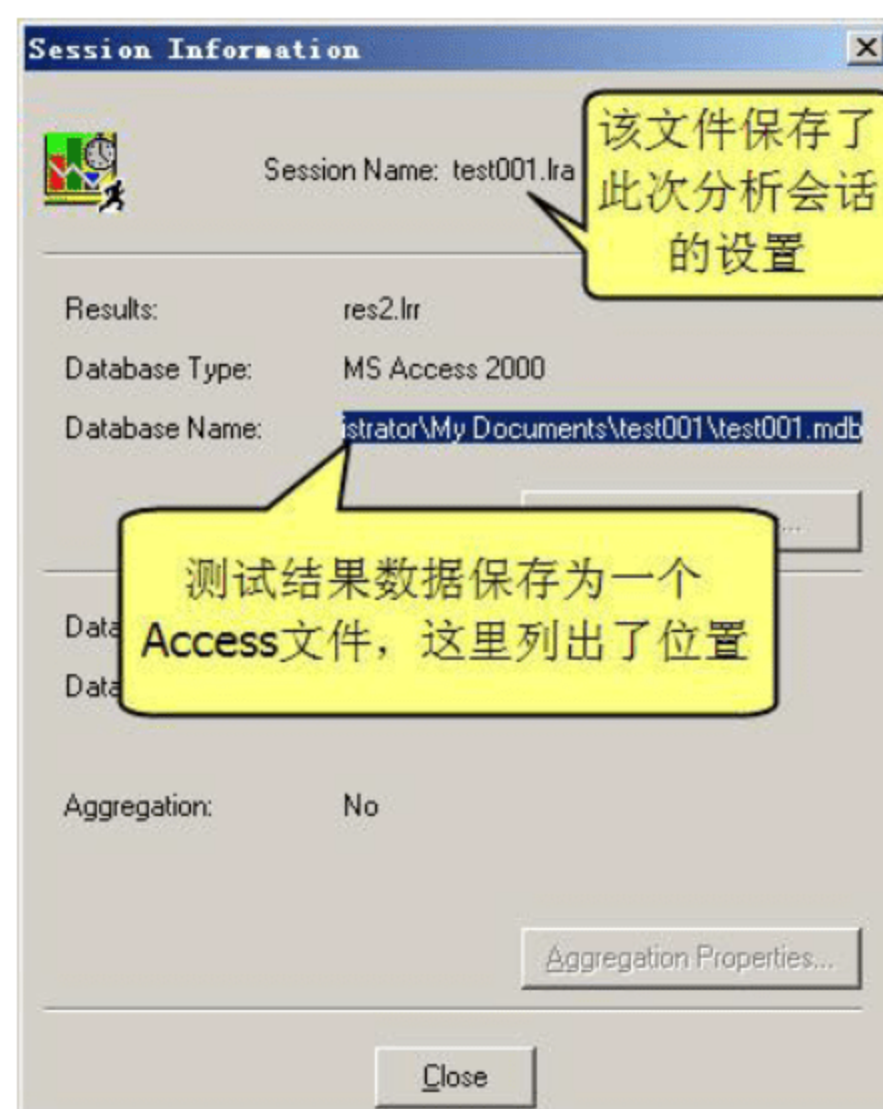 Session Information
该文件保存了
此次分析会话
的设置
Session Name: test001.lra
Results: res2.lrr
Database Type: MS Access 2000
Database Name: istrator\My Documents\test001\test001.mdb
...
测试结果数据保存为一个
Access文件，这里列出了位置
Data
Data
Aggregation: No
Aggregation Properties...
Close